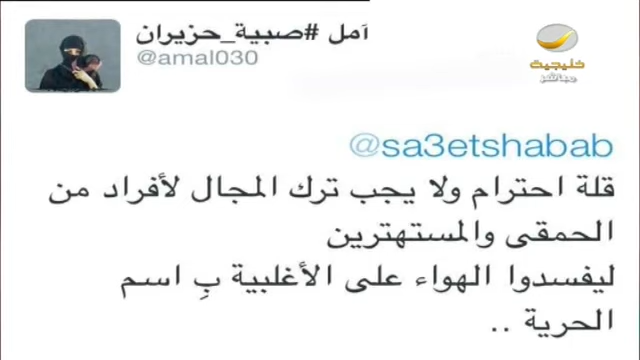 آمل #صبية_حزيران
@amal030
خليجية
مباشر
@sa3etshabab
قلة احترام ولا يجب ترك المجال لأفراد من
الحمقى والمستهترين
ليفسدوا الهواء على الأغلبية بِ اسم
الحرية ..